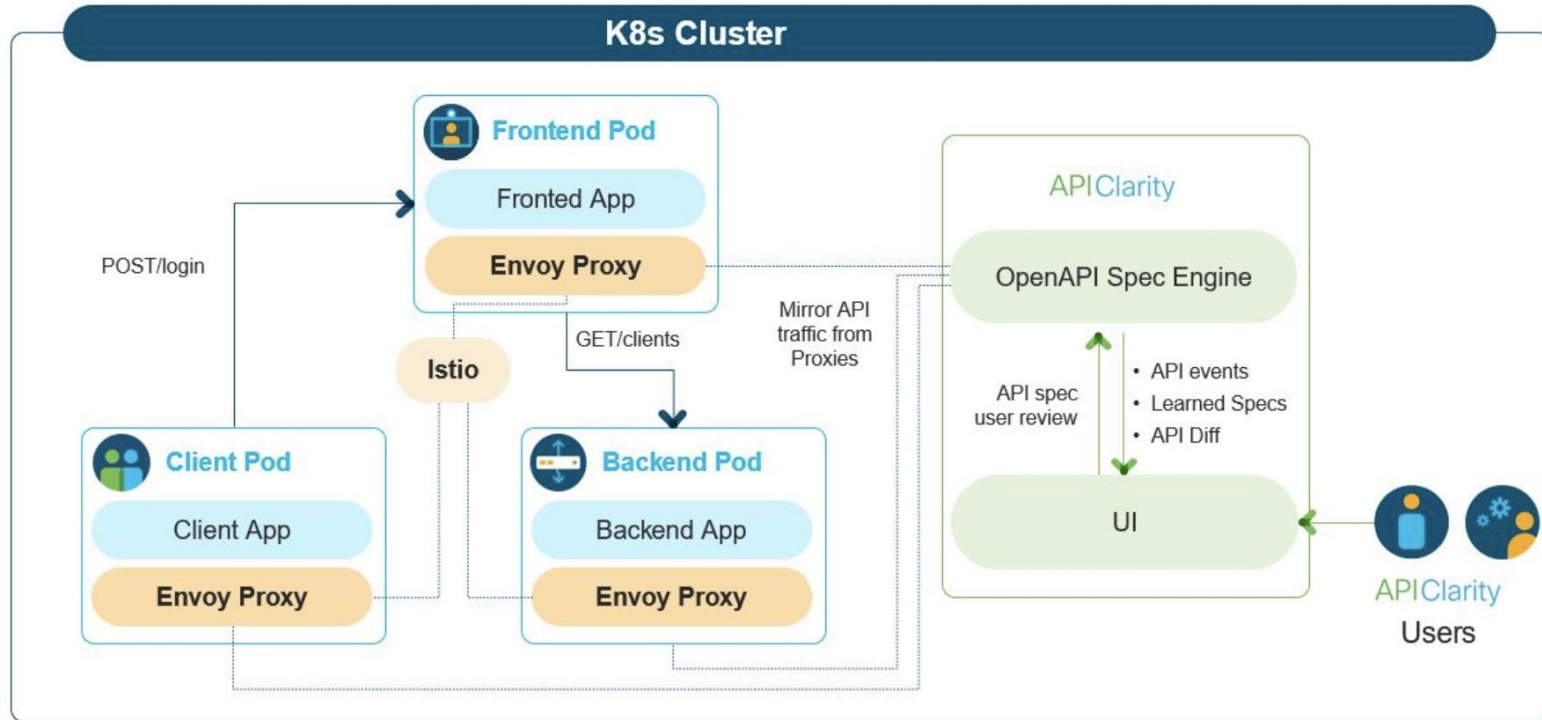 K8s Cluster
Frontend Pod
Fronted App
Envoy Proxy
POST/login
GET/clients
Istio
Client Pod
Client App
Envoy Proxy
Backend Pod
Backend App
Envoy Proxy
Mirror API
traffic from
Proxies
APIClarity
OpenAPI Spec Engine
API spec
user review
• API events
• Learned Specs
• API Diff
UI
APIClarity
Users